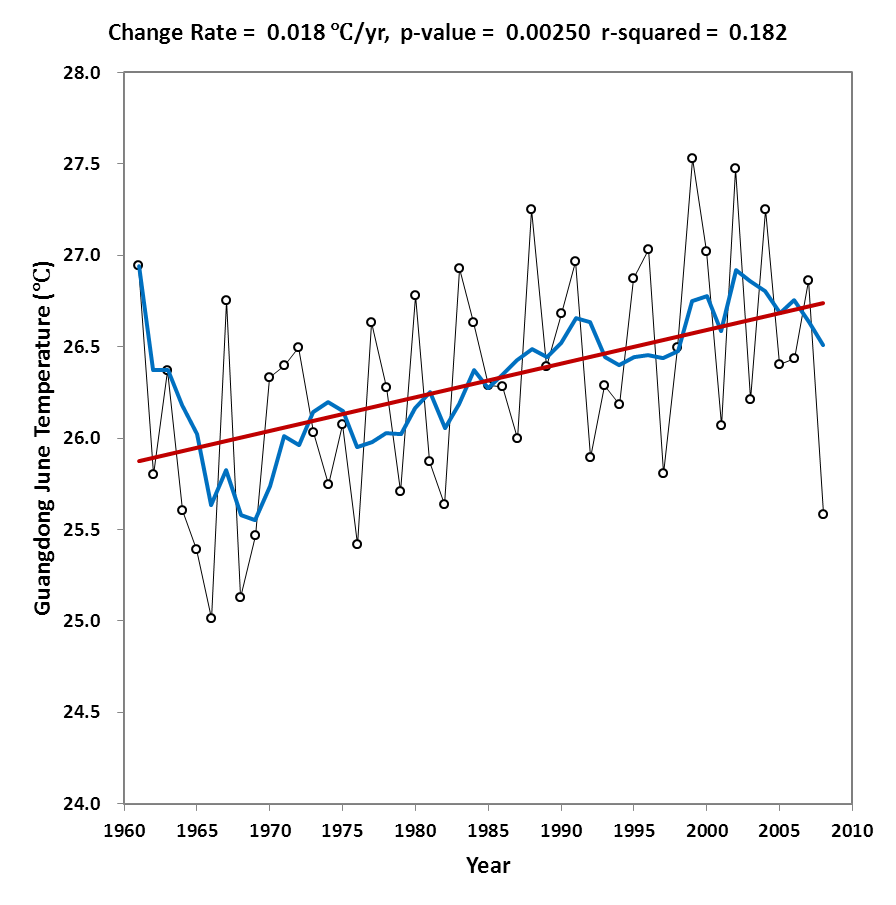 Change Rate = 0.018 ℃/yr, p-value = 0.00250 r-squared = 0.182
28.0
27.5
27.0
26.5
26.0
25.5
25.0
24.5
24.0
Guangdong June Temperature (℃)
1960 1965 1970 1975 1980 1985 1990 1995 2000 2005 2010
Year